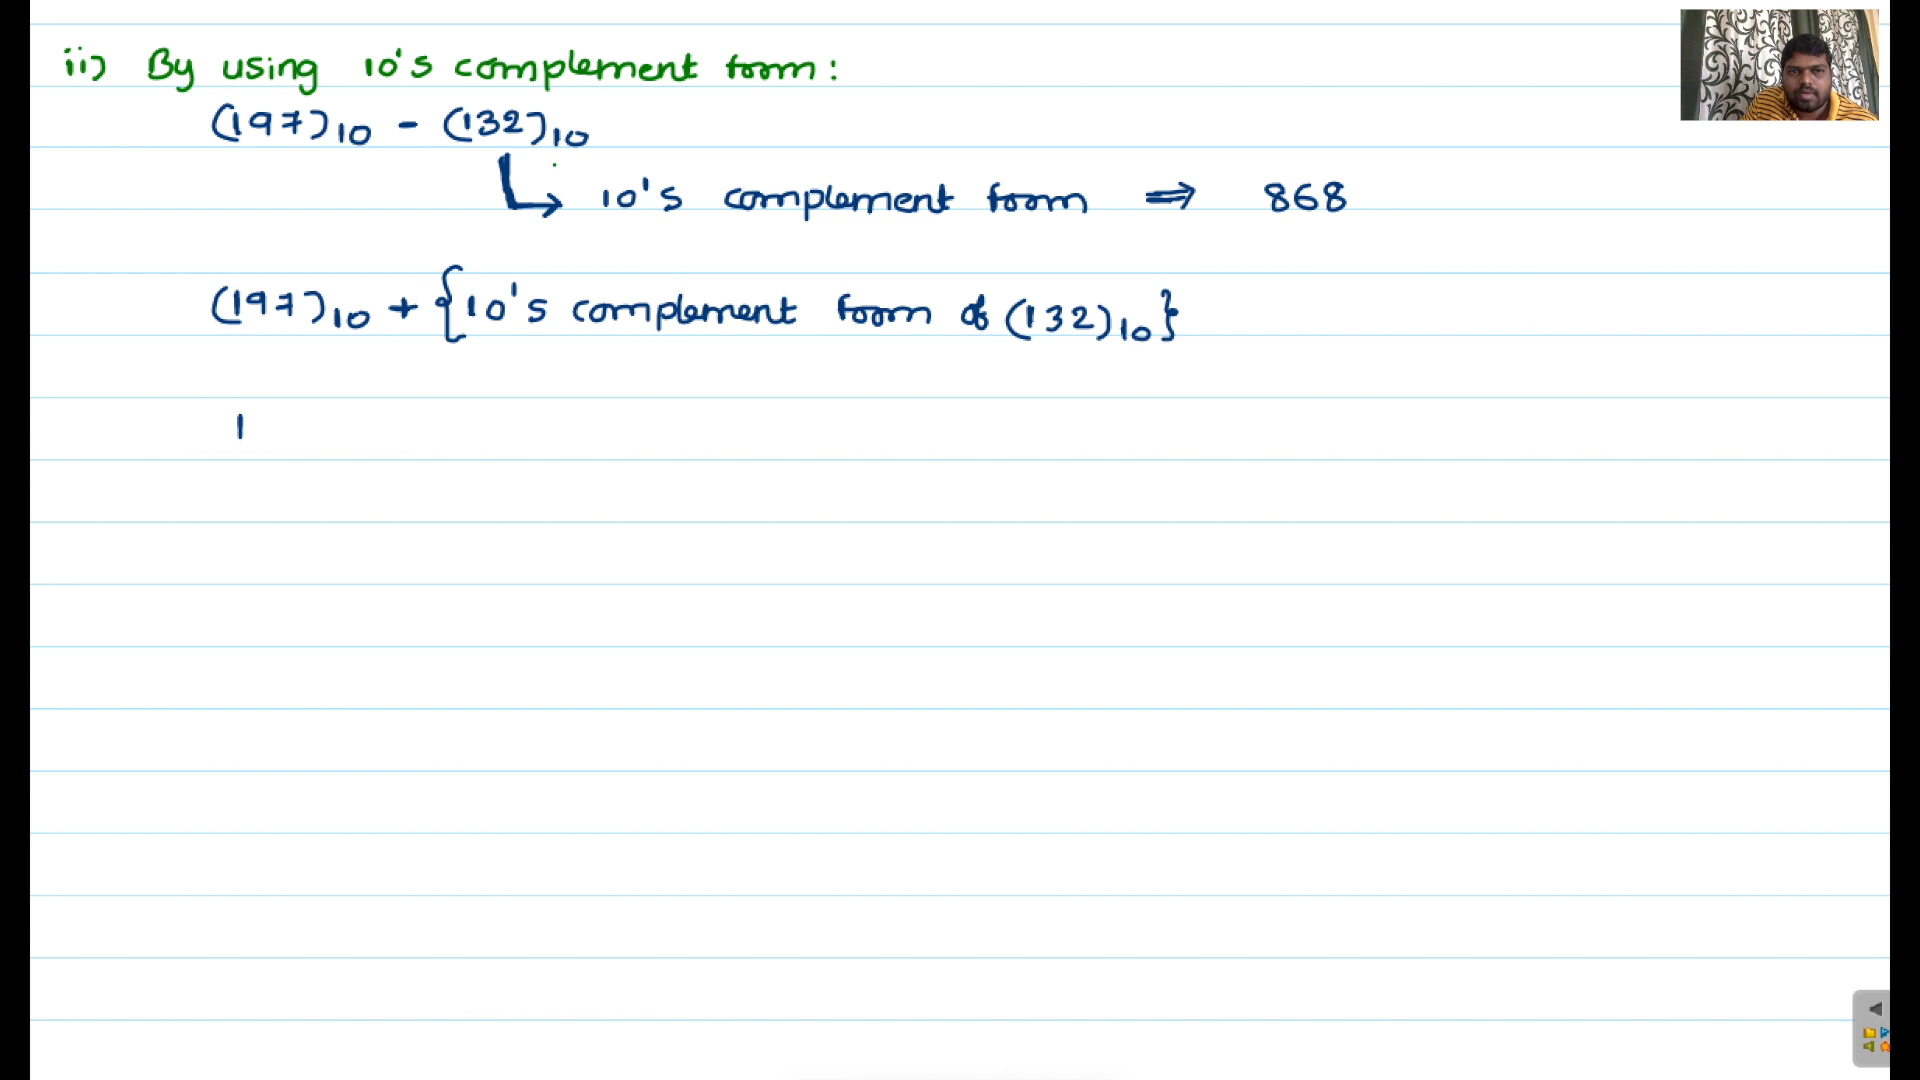 ii) By using 10's complement form:
(197)10 - (132)10
↳ 10's complement form ⇒ 868
(197)10 + {10's complement form of (132)10}
1